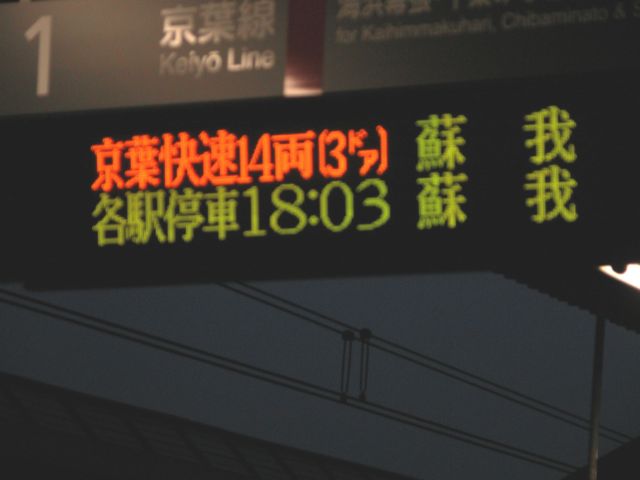 1
京葉線
Keiyō Line
for Kaihimmakuhari, Chibaminato &
京葉快速14両(3ドア) 蘇我
各駅停車18:03 蘇我